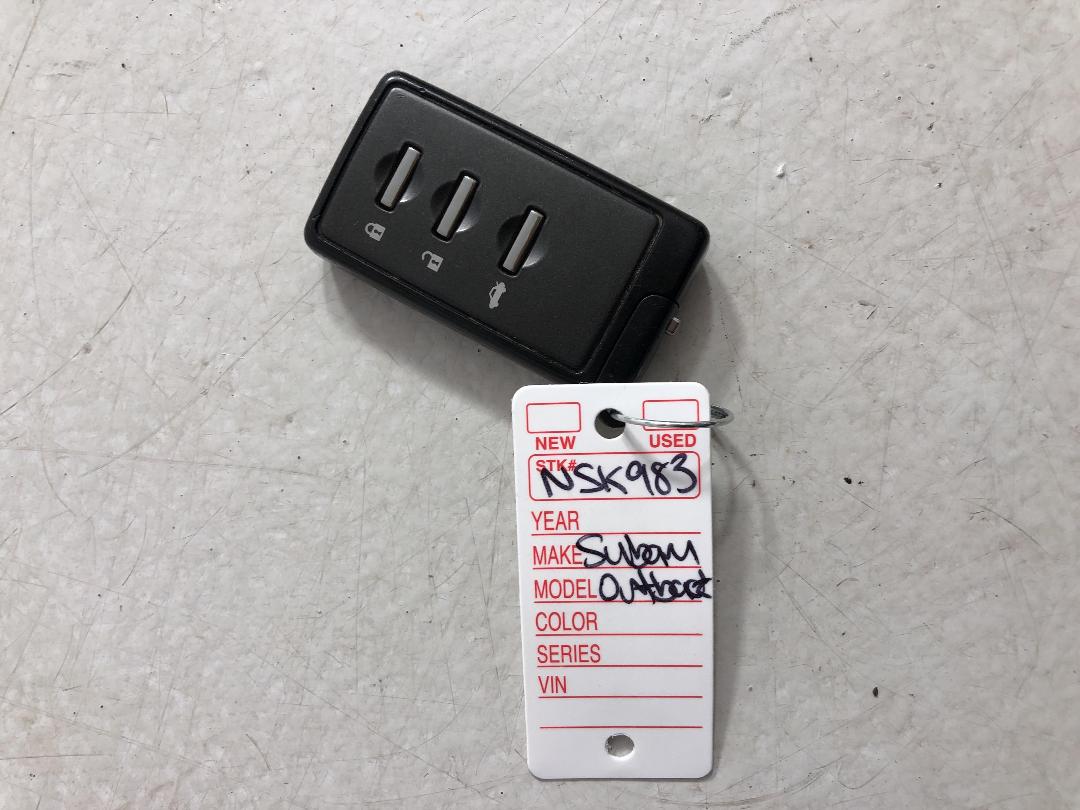 NEW USED
STK# NSK983
YEAR
MAKE Subaru
MODEL Outback
COLOR
SERIES
VIN